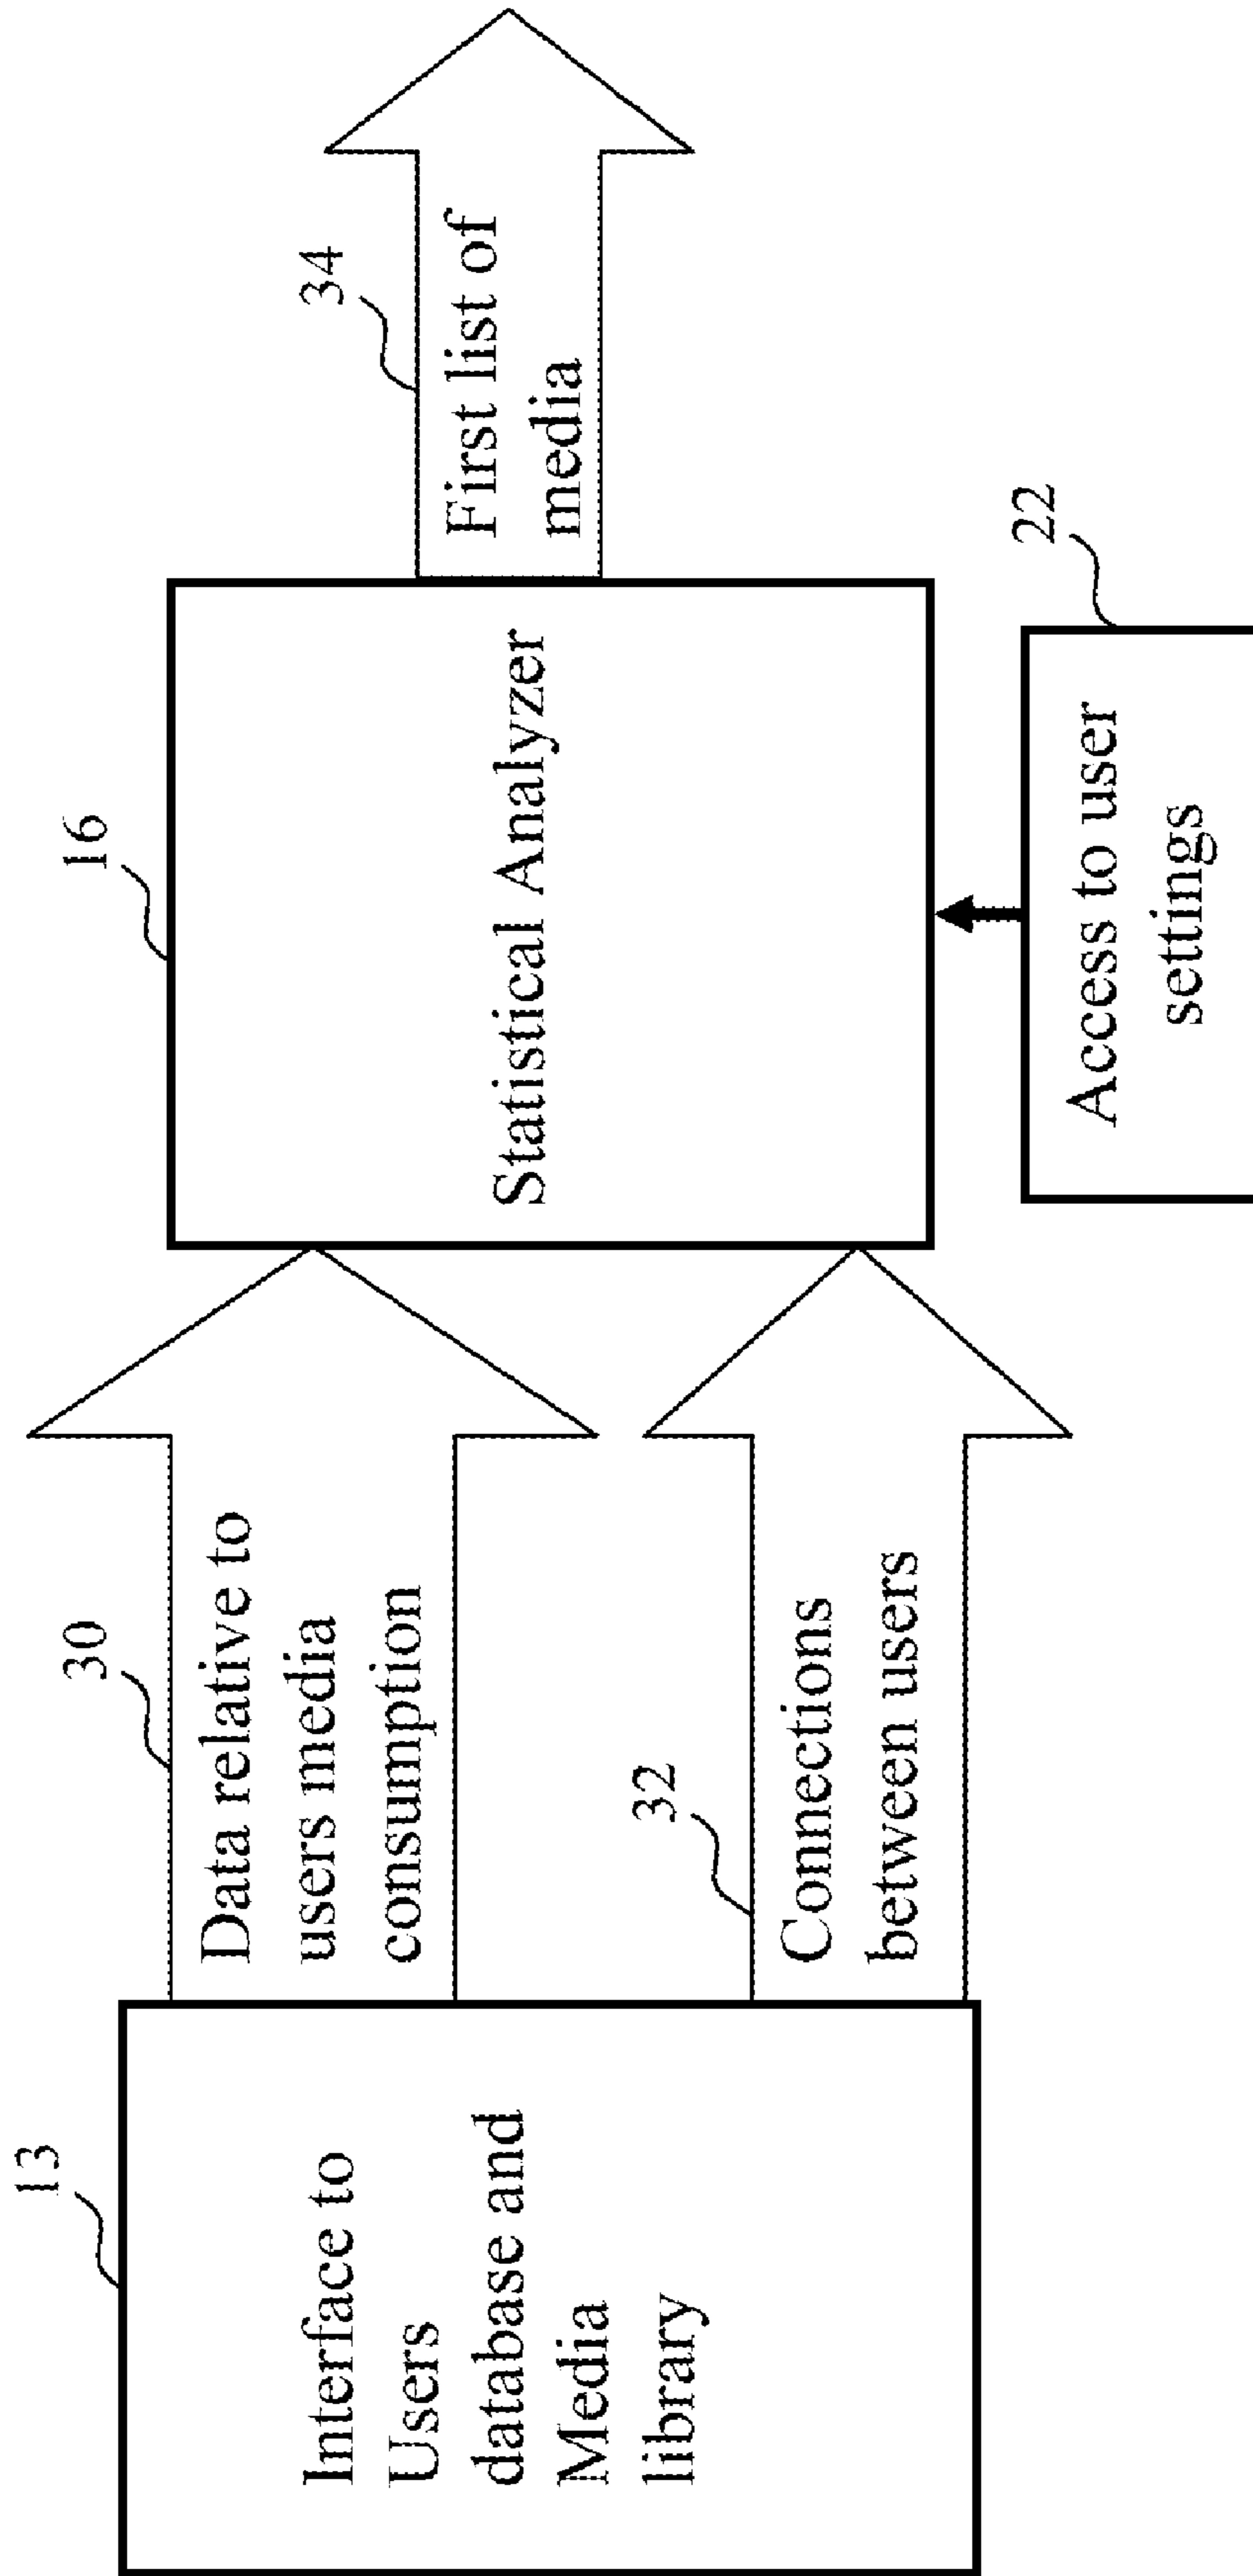 13
Interface to
Users
database and
Media
library
30
Data relative to
users media
consumption
32
Connections
between users
16
Statistical Analyzer
22
Access to user
settings
34
First list of
media